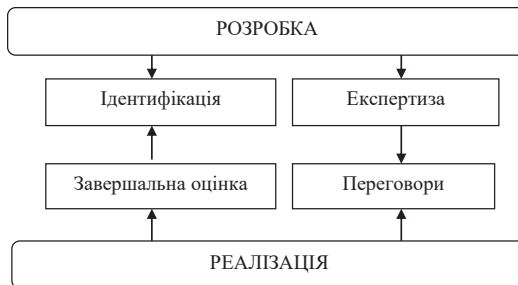 РОЗРОБКА
Ідентифікація
Експертиза
Завершальна оцінка
Переговори
РЕАЛІЗАЦІЯ